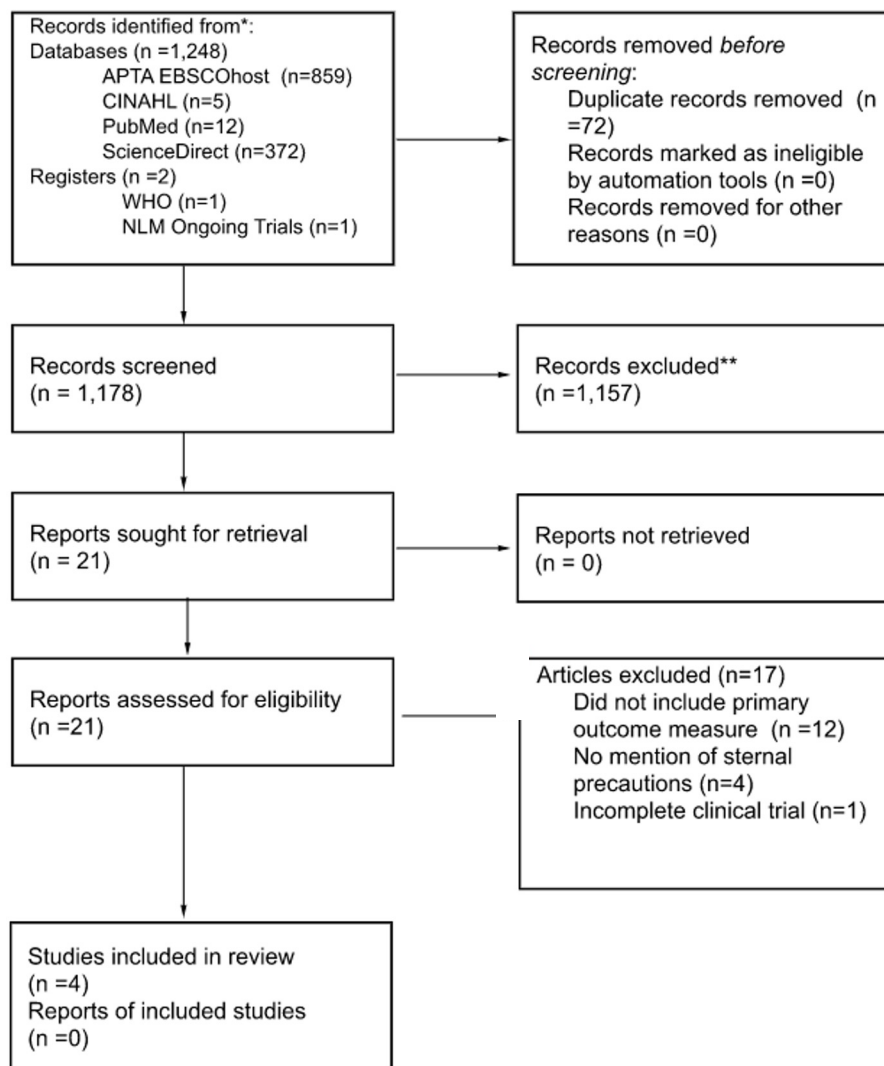 Records identified from*:
Databases (n =1,248)
APTA EBSCOhost (n=859)
CINAHL (n=5)
PubMed (n=12)
ScienceDirect (n=372)
Registers (n =2)
WHO (n=1)
NLM Ongoing Trials (n=1)
Records removed before
screening:
Duplicate records removed (n
=72)
Records marked as ineligible
by automation tools (n =0)
Records removed for other
reasons (n =0)
Records screened
(n = 1,178)
Records excluded**
(n =1,157)
Reports sought for retrieval
(n = 21)
Reports not retrieved
(n = 0)
Reports assessed for eligibility
(n =21)
Articles excluded (n=17)
Did not include primary
outcome measure (n =12)
No mention of sternal
precautions (n=4)
Incomplete clinical trial (n=1)
Studies included in review
(n =4)
Reports of included studies
(n =0)